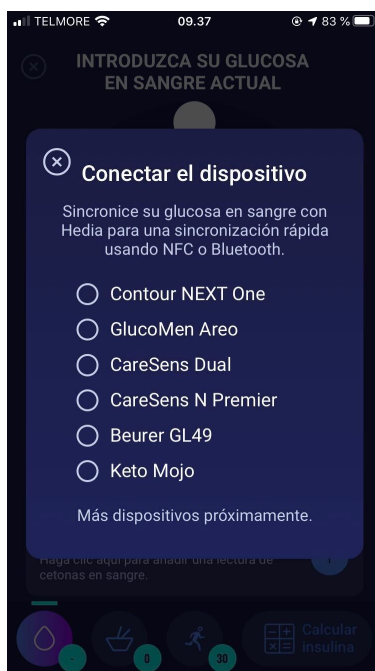 TELMORE 09.37 83 %
INTRODUZCA SU GLUCOSA
EN SANGRE ACTUAL
Conectar el dispositivo
Sincronice su glucosa en sangre con
Hedia para una sincronización rápida
usando NFC o Bluetooth.
Contour NEXT One
GlucoMen Areo
CareSens Dual
CareSens N Premier
Beurer GL49
Keto Mojo
Más dispositivos próximamente.
Haga clic aquí para añadir una lectura de
cetonas en sangre.
Calcular
insulina
- 0 30